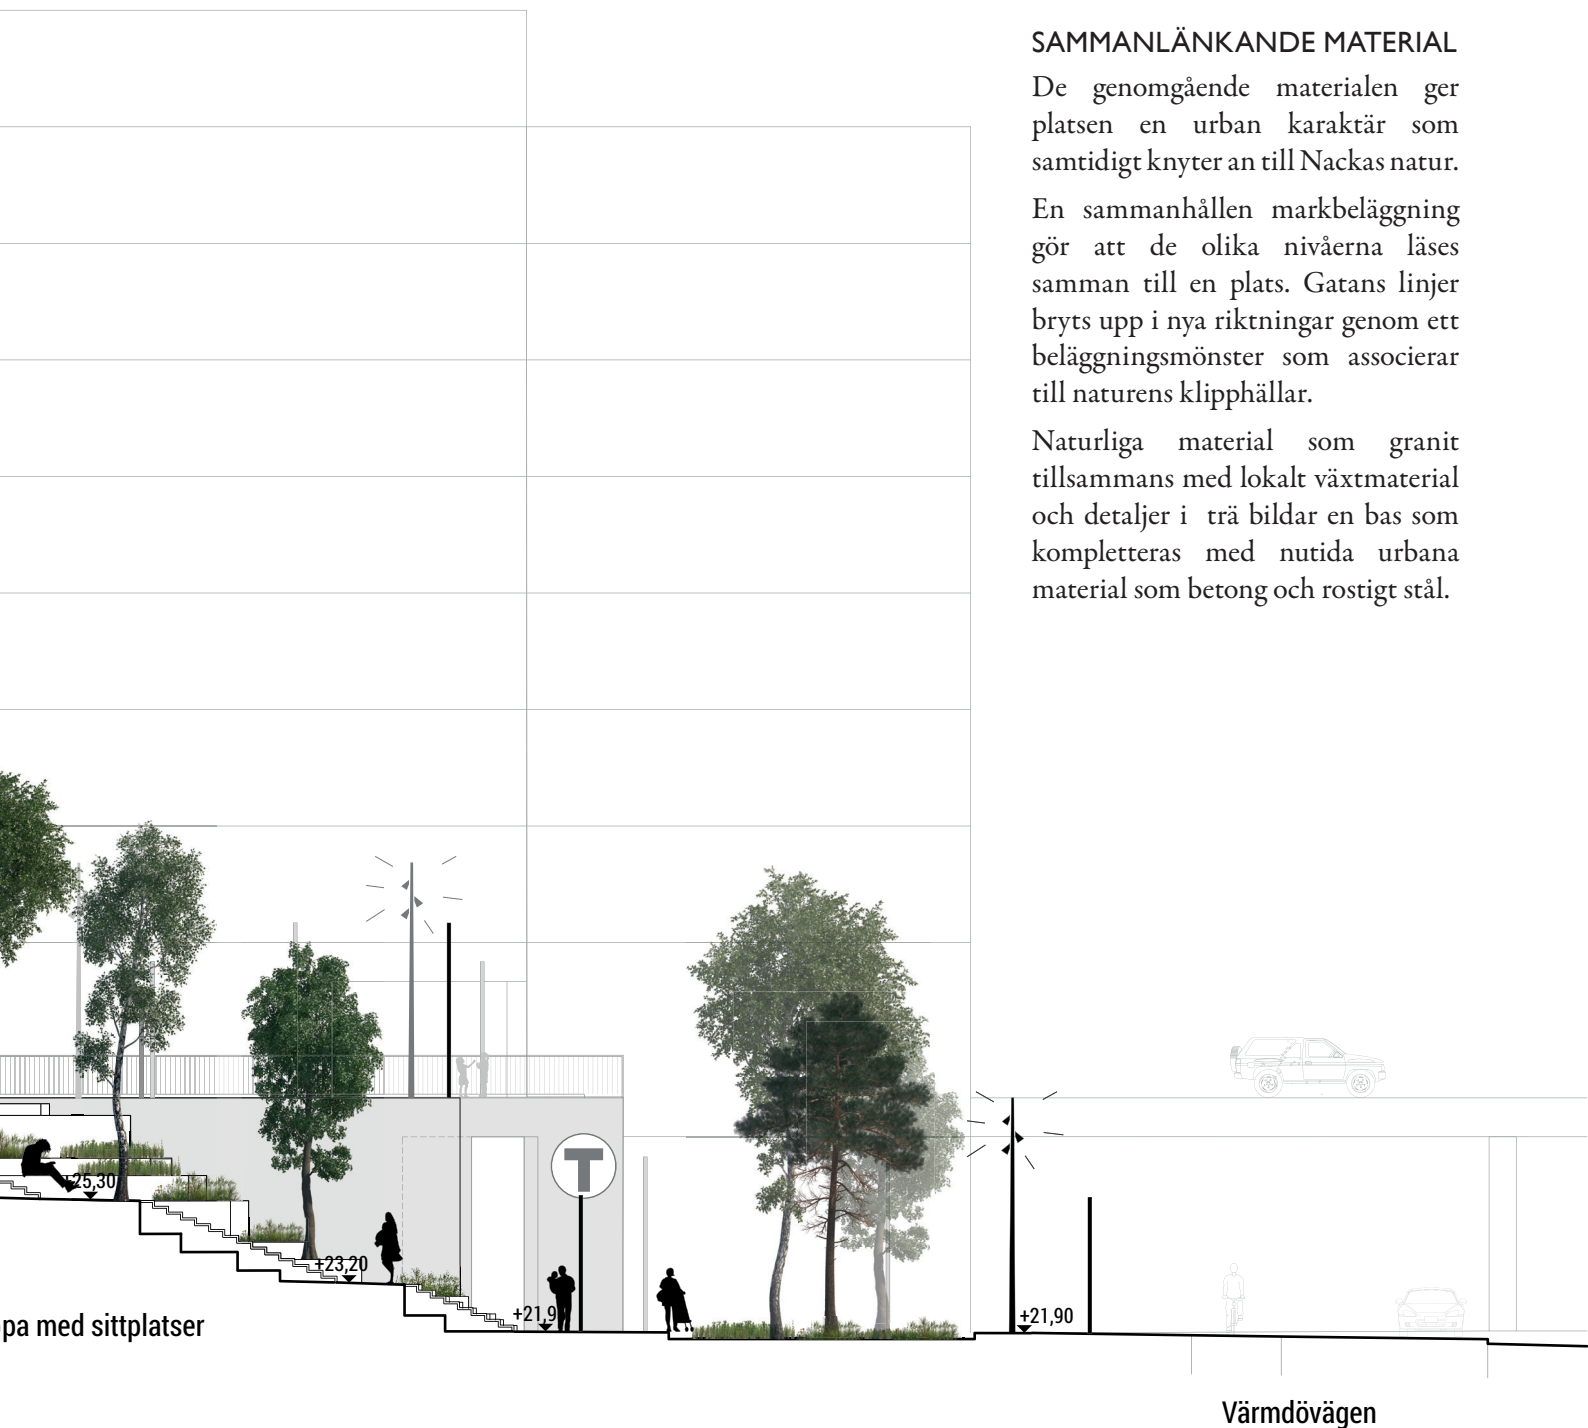 SAMMANLÄNKANDE MATERIAL
De genomgående materialen ger
platsen en urban karaktär som
samtidigt knyter an till Nackas natur.
En sammanhållen markbeläggning
gör att de olika nivåerna läses
samman till en plats. Gatans linjer
bryts upp i nya riktningar genom ett
beläggningsmönster som associerar
till naturens klipphällar.
Naturliga material som granit
tillsammans med lokalt växtmaterial
och detaljer i trä bildar en bas som
kompletteras med nutida urbana
material som betong och rostigt stål.
T
+25,30
+23,20
+21,9
+21,90
pa med sittplatser
Värmdövägen